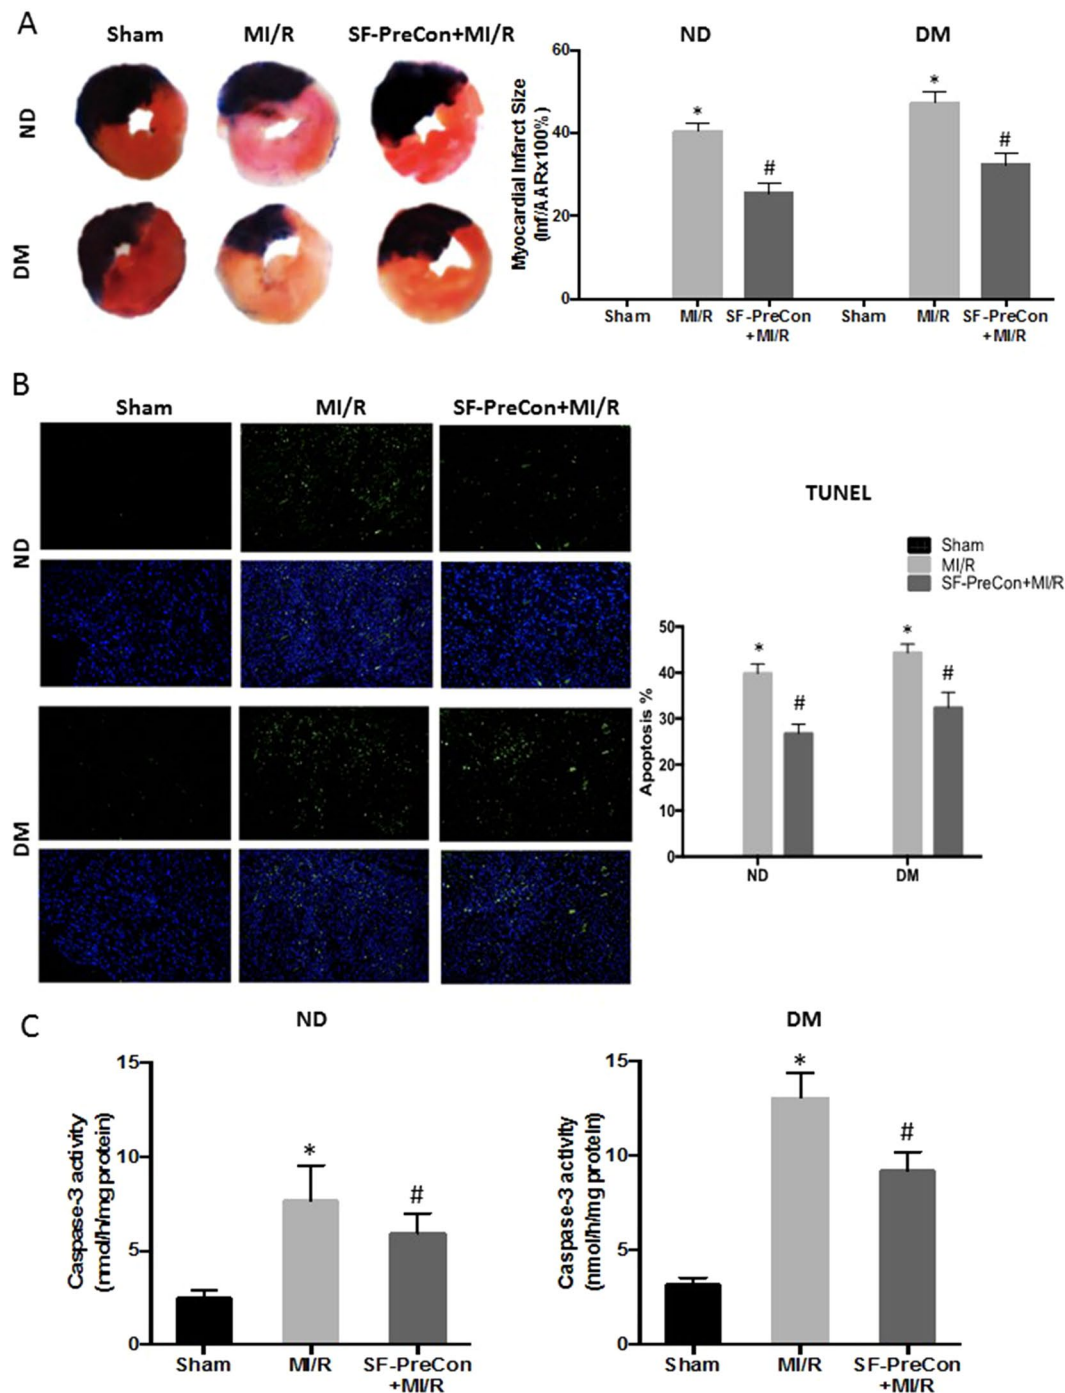 A
Sham
MI/R
SF-PreCon+MI/R
ND
DM
ND
DM
Myocardial Infarct Size
(Inf/AARx100%)
60
40
20
0
*
#
*
#
Sham
MI/R
SF-PreCon
+MI/R
Sham
MI/R
SF-PreCon
+MI/R
B
Sham
MI/R
SF-PreCon+MI/R
ND
DM
TUNEL
Sham
MI/R
SF-PreCon+MI/R
Apoptosis %
50
40
30
20
10
0
*
#
*
#
ND
DM
C
ND
Caspase-3 activity
(nmol/h/mg protein)
15
10
5
0
*
#
Sham
MI/R
SF-PreCon
+MI/R
DM
Caspase-3 activity
(nmol/h/mg protein)
15
10
5
0
*
#
Sham
MI/R
SF-PreCon
+MI/R